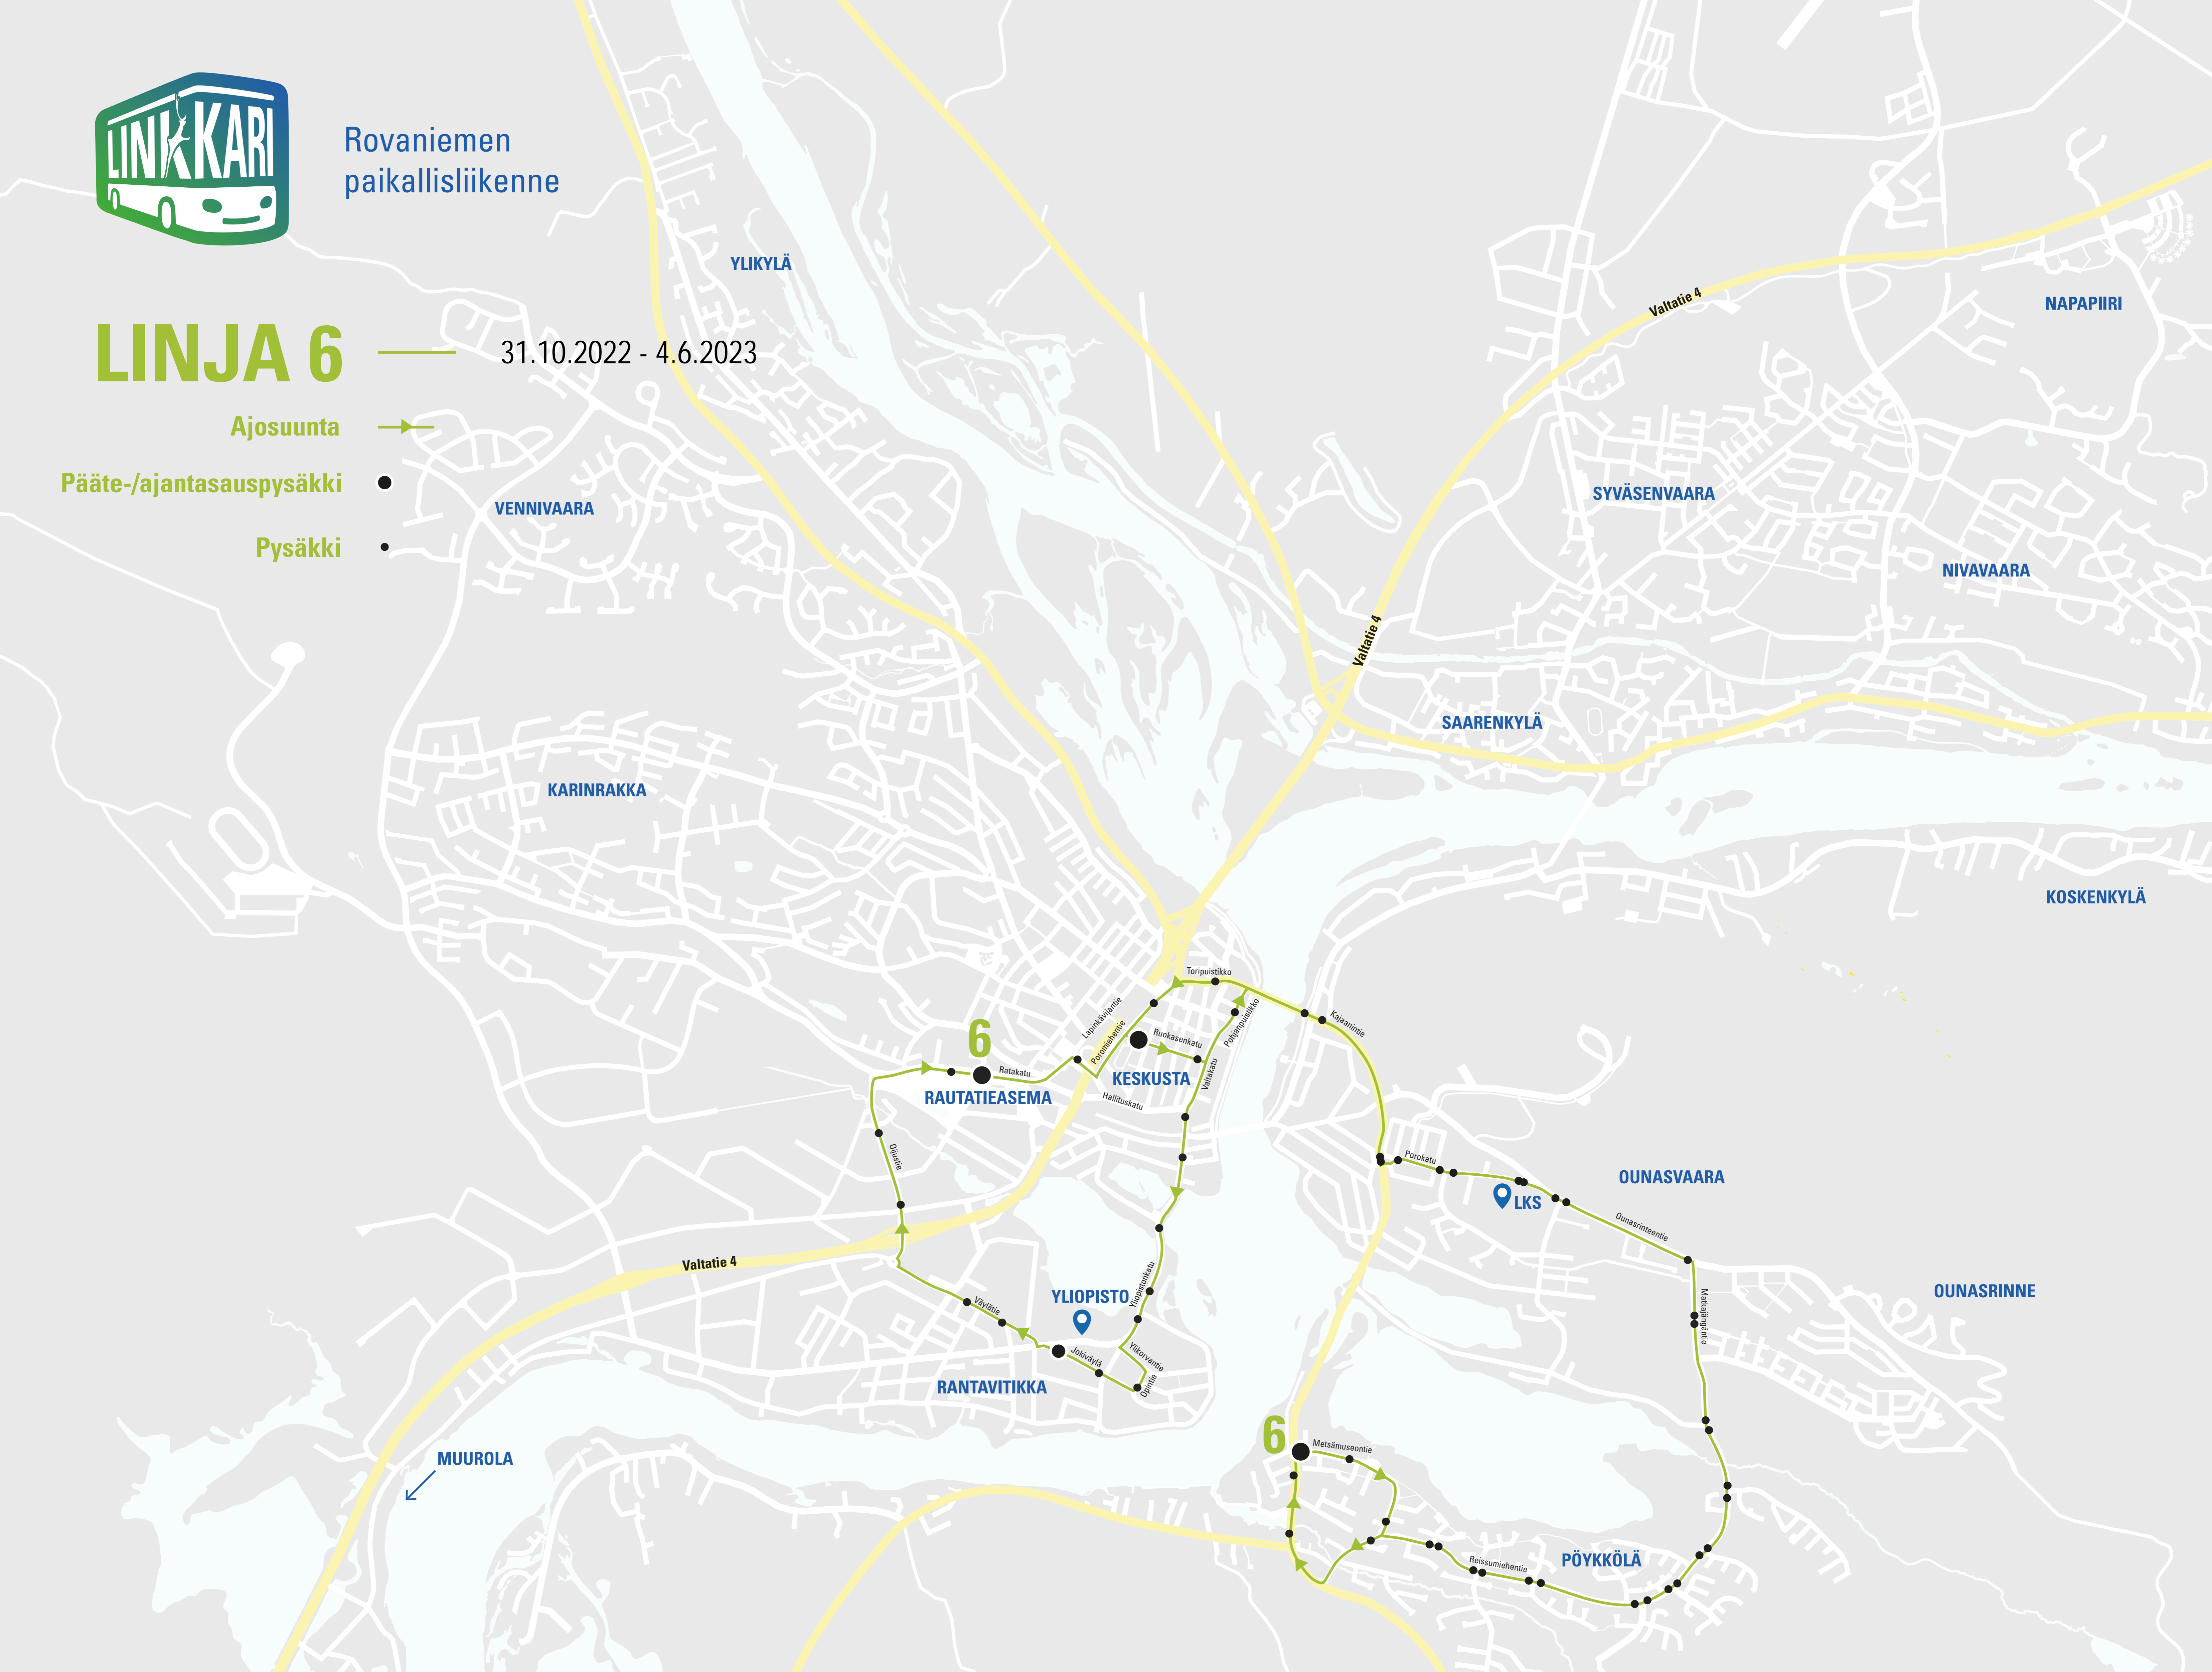 LINKKARI
Rovaniemen
paikallisliikenne
LINJA 6
31.10.2022 - 4.6.2023
Ajosuunta
Pääte-/ajantasauspysäkki
Pysäkki
YLIKYLÄ
NAPAPIIRI
Valtatie 4
SYVÄSENVAARA
VENNIVAARA
NIVAVAARA
Valtatie 4
SAARENKYLÄ
KARINRAKKA
KOSKENKYLÄ
Toripuistikko
Lapinkävijäntie
Poromiehentie
Ruokasenkatu
Pohjanpuistikko
Kajaanintie
6
Ratakatu
KESKUSTA
Valtakatu
RAUTATIEASEMA
Hallituskatu
Oijustie
Porokatu
OUNASVAARA
LKS
Ounasrinteentie
Valtatie 4
YLIOPISTO
Yliopistonkatu
OUNASRINNE
Väylätie
Matkajängäntie
Jokiväylä
Ylikorvantie
Opintie
RANTAVITIKKA
6
Metsämuseontie
MUUROLA
Reissumiehentie
PÖYKKÖLÄ